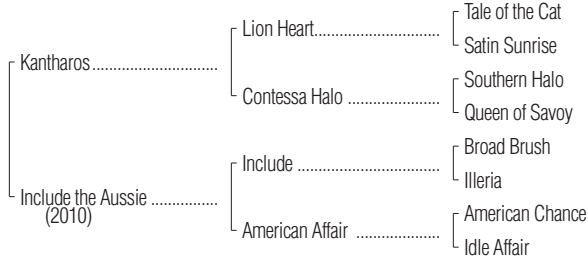 Tale of the Cat
Lion Heart
Satin Sunrise
Kantharos
Southern Halo
Contessa Halo
Queen of Savoy
Broad Brush
Include
Illeria
Include the Aussie
(2010)
American Chance
American Affair
Idle Affair